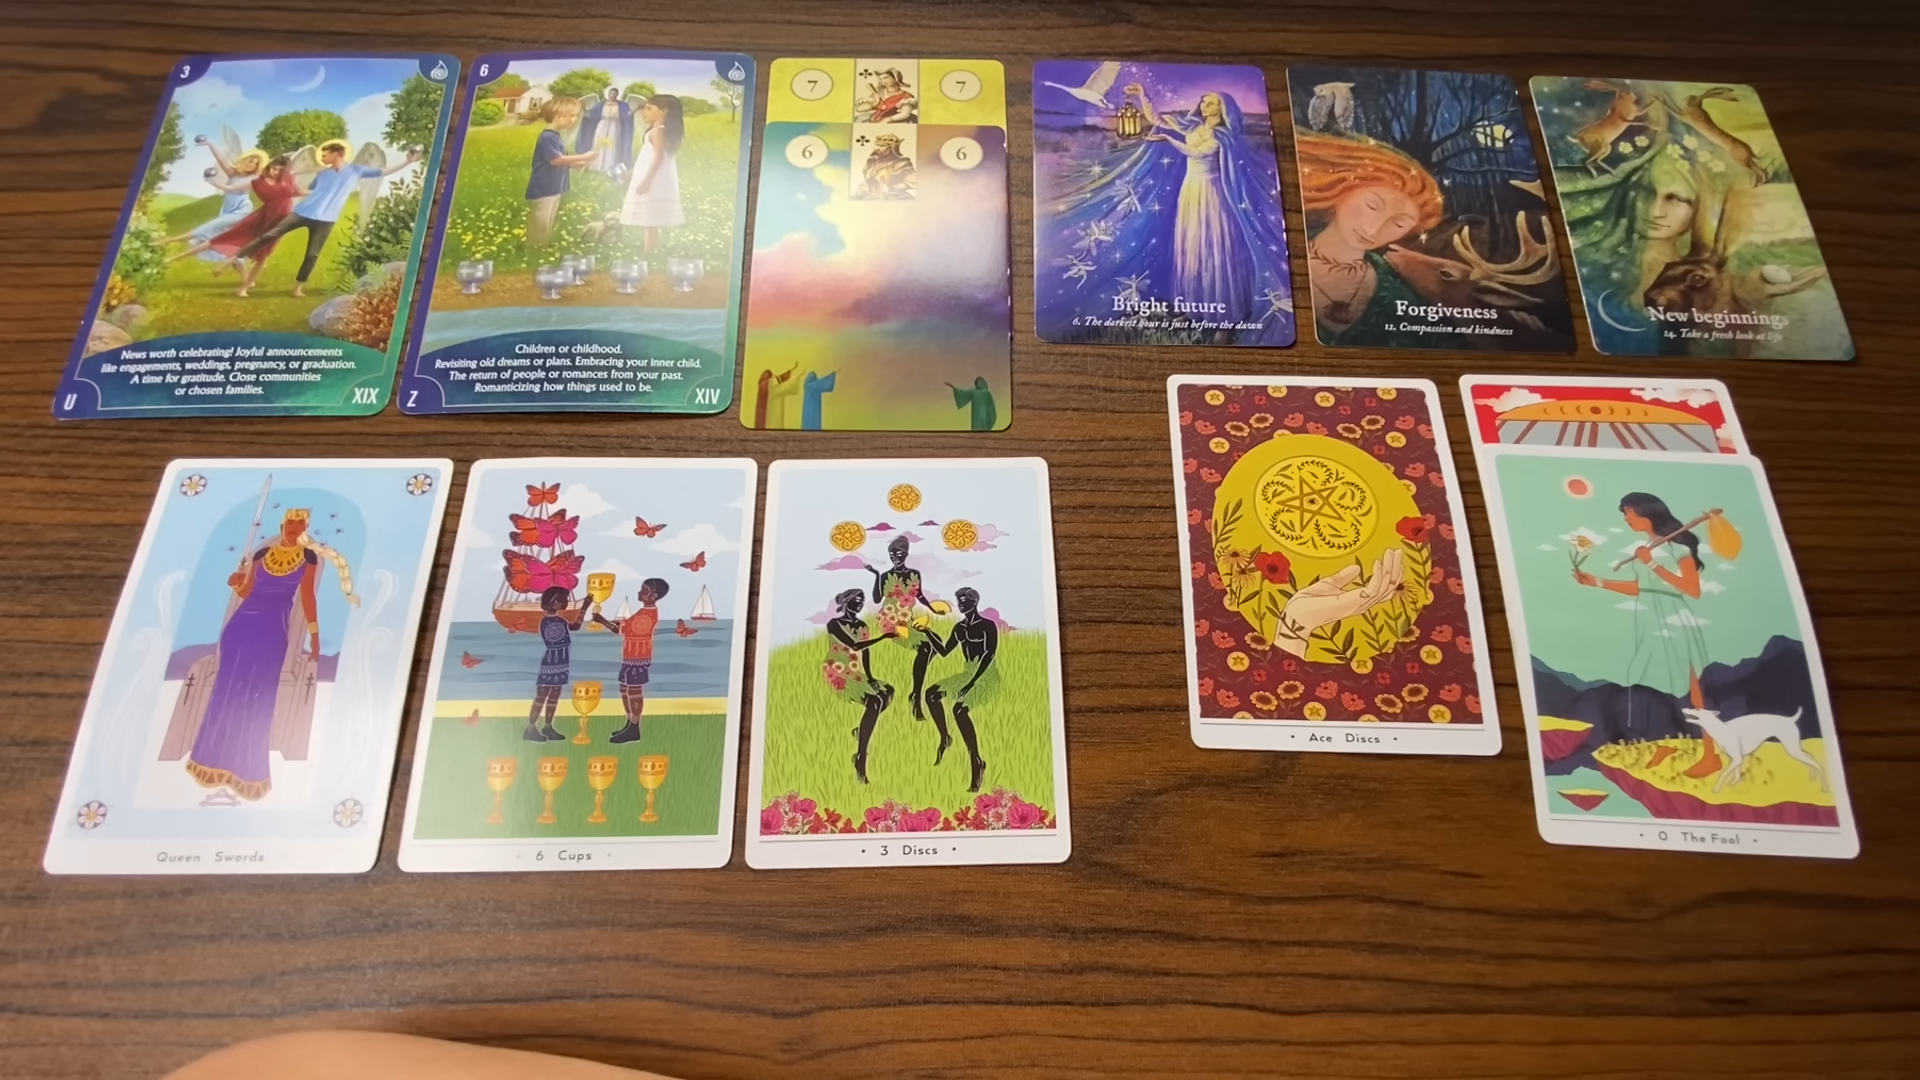 3
News worth celebrating! Joyful announcements
like engagements, weddings, pregnancy, or graduation.
A time for gratitude. Close communities
or chosen families.
U
XIX
6
Children or childhood.
Revisiting old dreams or plans. Embracing your inner child.
The return of people or romances from your past.
Romanticizing how things used to be.
Z
XIV
7
7
6
6
Bright future
6. The darkest hour is just before the dawn
Forgiveness
12. Compassion and kindness
New beginnings
24. Take a fresh look at life
Queen Swords
• 6 Cups •
• 3 Discs •
• Ace Discs •
• 0 The Fool •